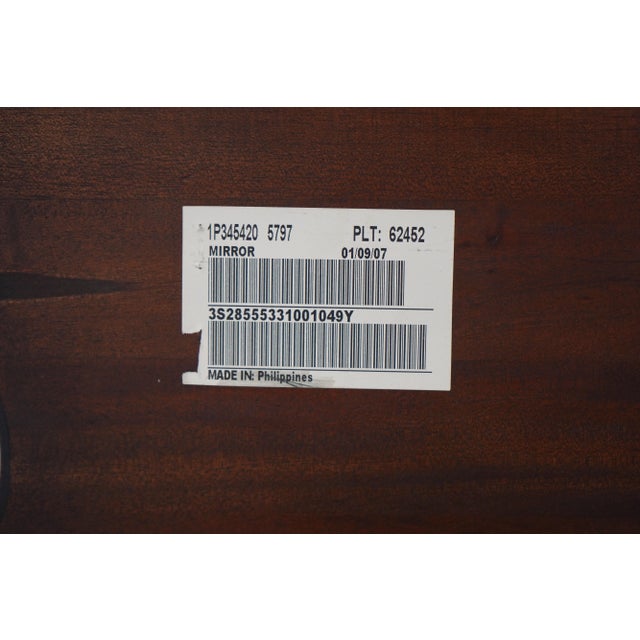 1P345420 5797 PLT: 62452
MIRROR 01/09/07
3S28555331001049Y
MADE IN: Philippines